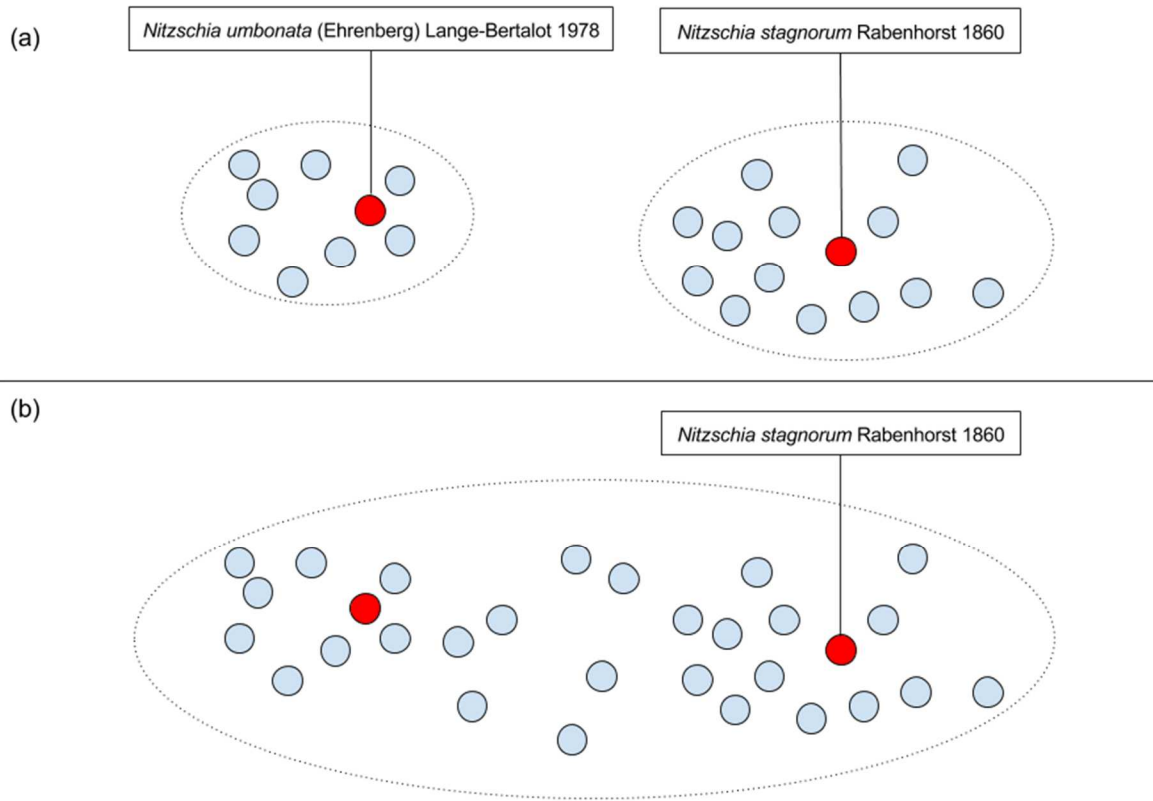 (a)
Nitzschia umbonata (Ehrenberg) Lange-Bertalot 1978
Nitzschia stagnorum Rabenhorst 1860
(b)
Nitzschia stagnorum Rabenhorst 1860